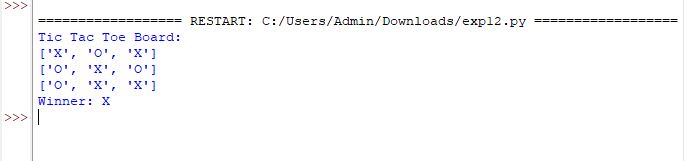 >>>
=================== RESTART: C:/Users/Admin/Downloads/exp12.py ===================
Tic Tac Toe Board:
['X', 'O', 'X']
['O', 'X', 'O']
['O', 'X', 'X']
Winner: X
>>>